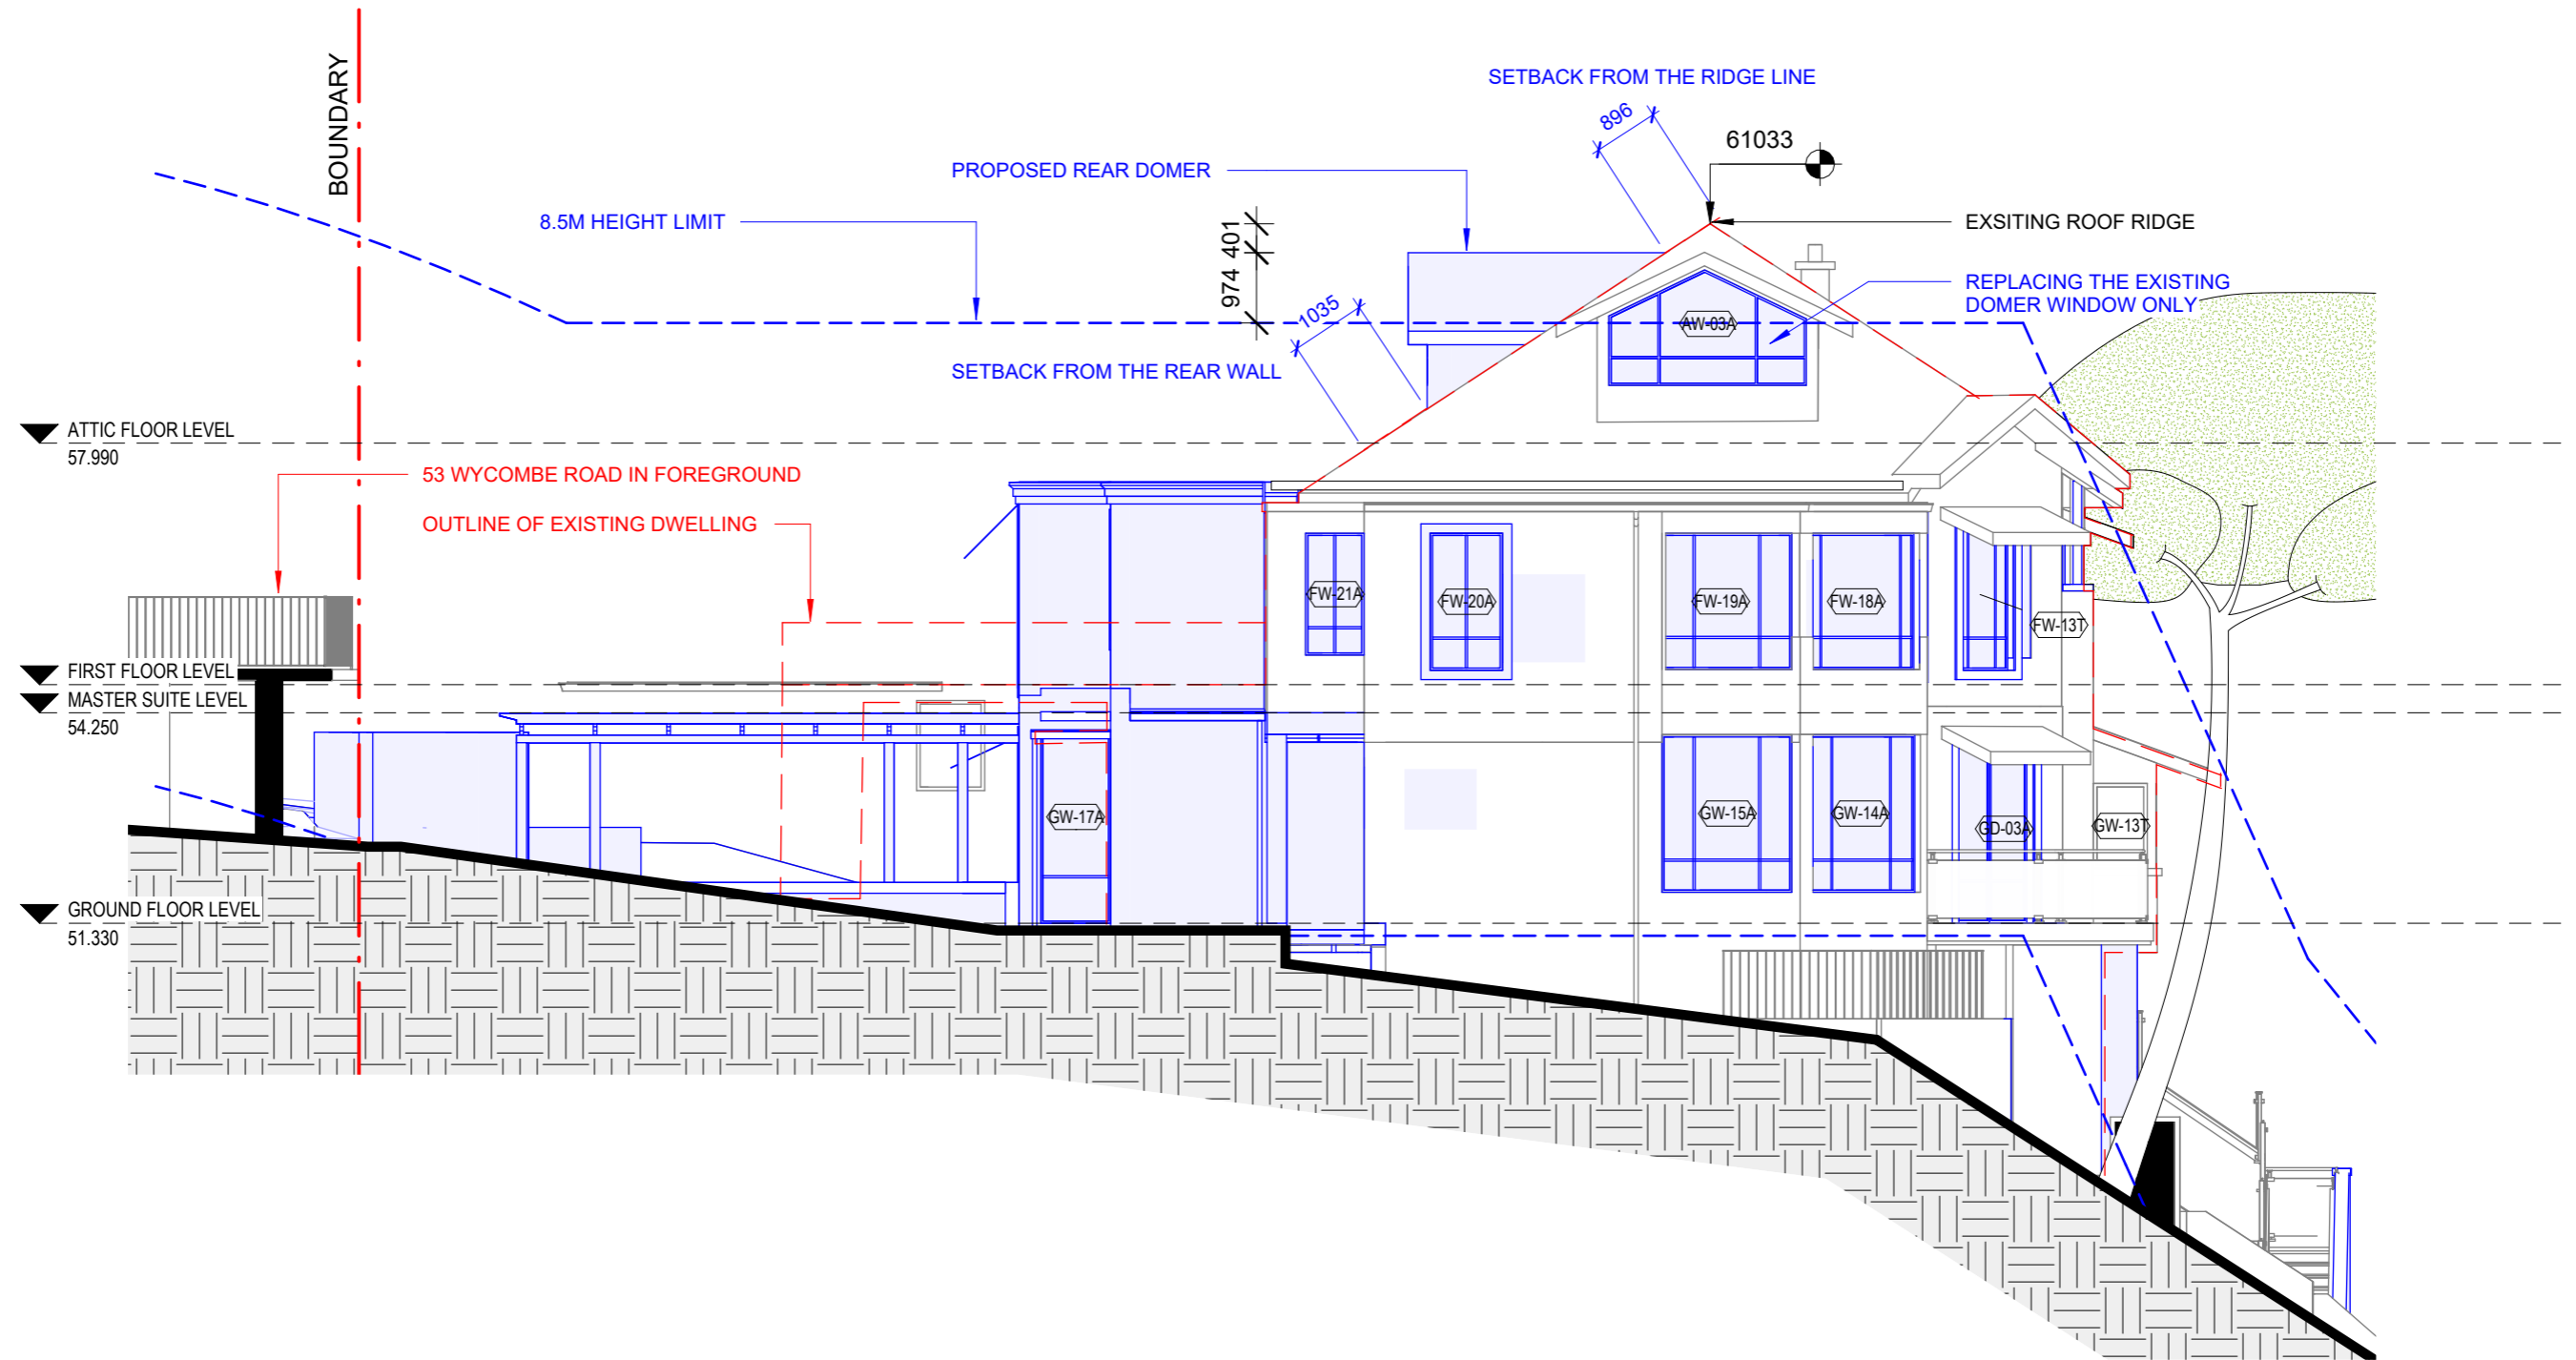 BOUNDARY
SETBACK FROM THE RIDGE LINE
896
61033
PROPOSED REAR DOMER
8.5M HEIGHT LIMIT
401
974
EXSITING ROOF RIDGE
REPLACING THE EXISTING
DOMER WINDOW ONLY
1035
AW-03A
SETBACK FROM THE REAR WALL
ATTIC FLOOR LEVEL
57.990
53 WYCOMBE ROAD IN FOREGROUND
OUTLINE OF EXISTING DWELLING
FW-21A
FW-20A
FW-19A
FW-18A
FW-13T
FIRST FLOOR LEVEL
MASTER SUITE LEVEL
54.250
GW-17A
GW-15A
GW-14A
GD-03A
GW-13T
GROUND FLOOR LEVEL
51.330